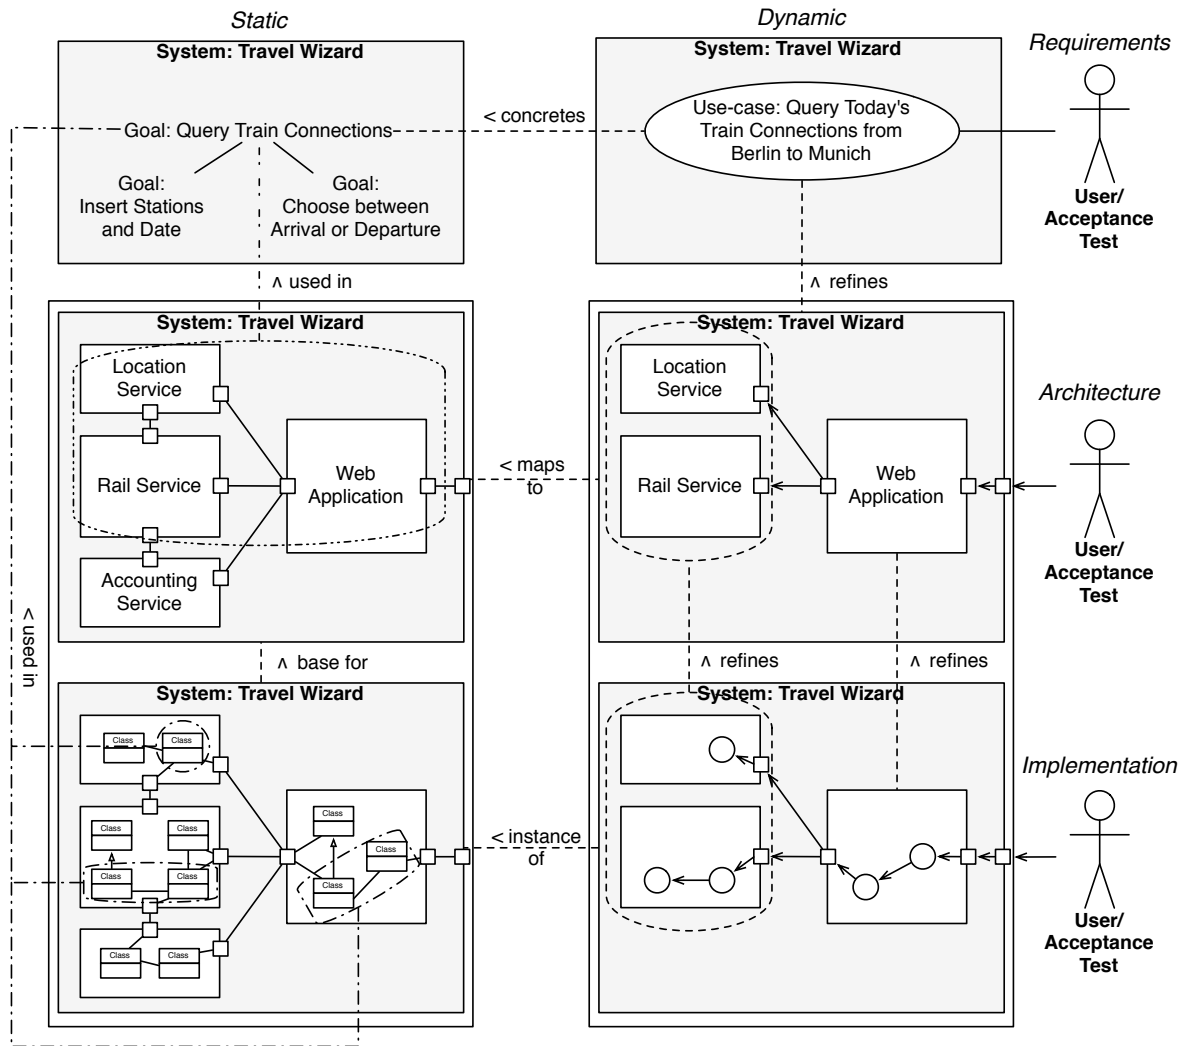 Static
Dynamic
System: Travel Wizard
System: Travel Wizard
Requirements
Goal: Query Train Connections
< concretes
Use-case: Query Today's
Train Connections from
Berlin to Munich
Goal:
Insert Stations
and Date
Goal:
Choose between
Arrival or Departure
User/
Acceptance
Test
∧ used in
∧ refines
System: Travel Wizard
System: Travel Wizard
Architecture
Location
Service
Rail Service
Web
Application
Accounting
Service
< maps
to
Location
Service
Rail Service
Web
Application
User/
Acceptance
Test
< used in
∧ base for
∧ refines
∧ refines
System: Travel Wizard
System: Travel Wizard
Implementation
Class
Class
Class
Class
Class
Class
Class
Class
Class
Class
Class
< instance
of
User/
Acceptance
Test